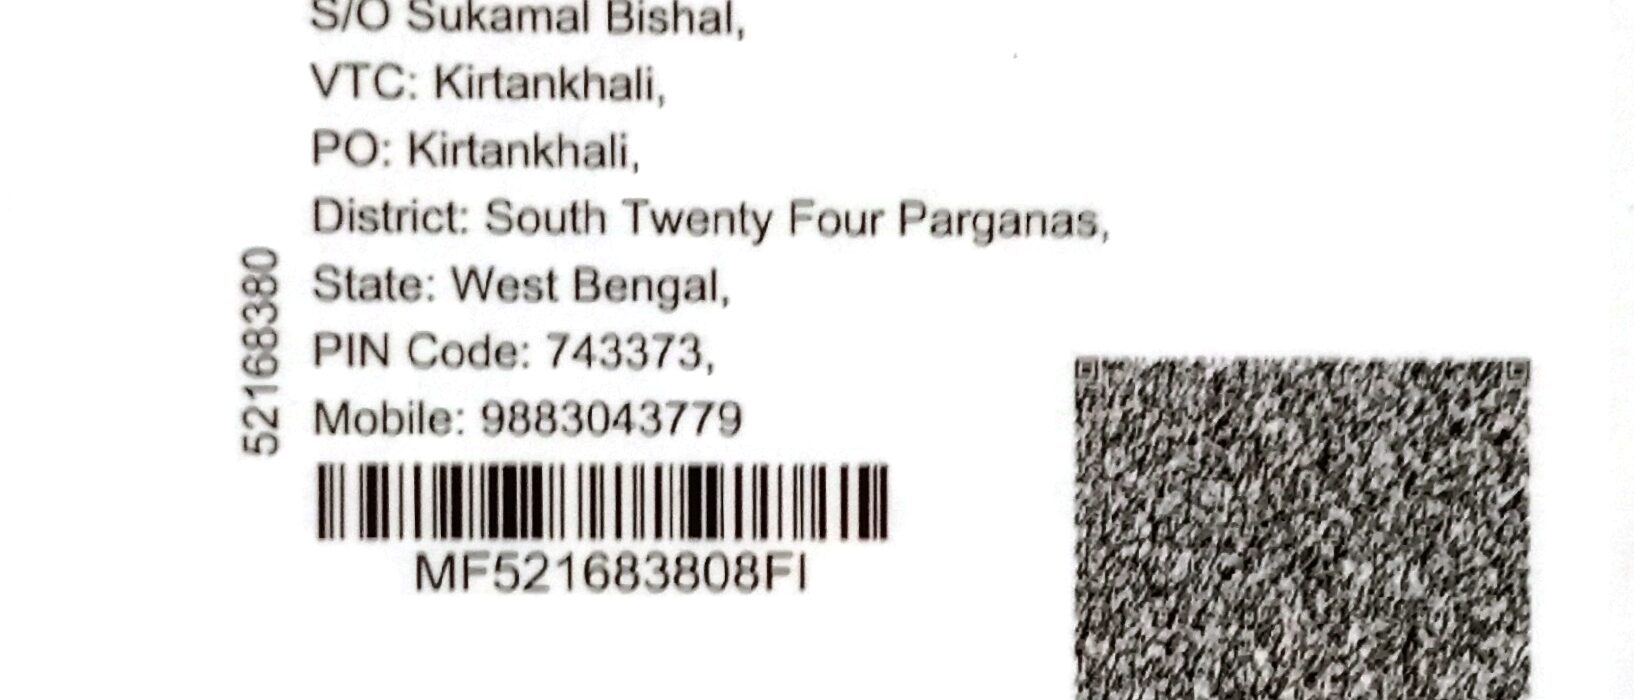 S/O Sukamal Bishal,
VTC: Kirtankhali,
PO: Kirtankhali,
District: South Twenty Four Parganas,
State: West Bengal,
PIN Code: 743373,
Mobile: 9883043779
52168380
MF521683808FI